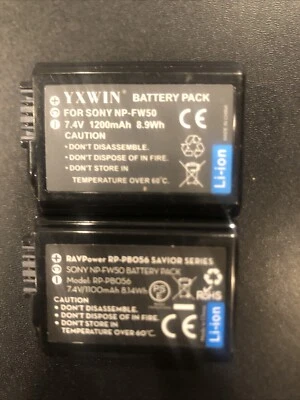 YXWIN® BATTERY PACK
FOR SONY NP-FW50
7.4V 1200mAh 8.9Wh
CAUTION
• DON'T DISASSEMBLE.
• DON'T DISPOSE OF IN FIRE.
• DON'T STORE IN
TEMPERATURE OVER 60℃.
CE
Li-ion
RAVPower RP-PB056 SAVIOR SERIES
SONY NP-FW50 BATTERY PACK
Model: RP-PB056
7.4V/1100mAh 8.14Wh
CAUTION
• DON'T DISASSEMBLE.
• DON'T DISPOSE OF IN FIRE.
• DON'T STORE IN
TEMPERATURE OVER 60℃.
PS
E
RoHS
CE
Li-ion